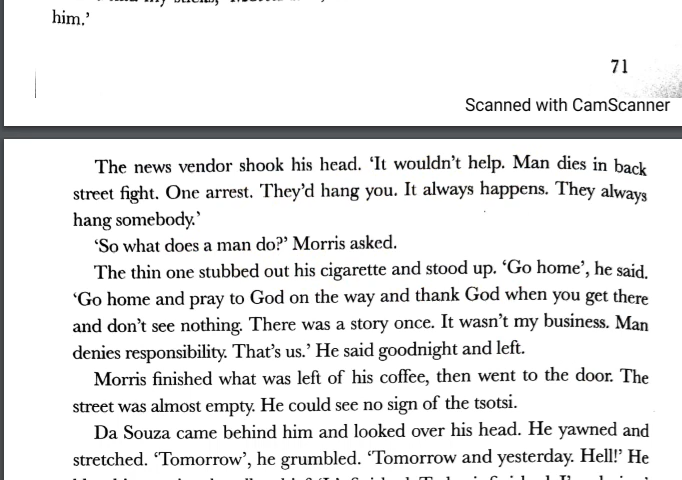 him.’
71
Scanned with CamScanner
The news vendor shook his head. ‘It wouldn’t help. Man dies in back
street fight. One arrest. They’d hang you. It always happens. They always
hang somebody.’
‘So what does a man do?’ Morris asked.
The thin one stubbed out his cigarette and stood up. ‘Go home’, he said.
‘Go home and pray to God on the way and thank God when you get there
and don’t see nothing. There was a story once. It wasn’t my business. Man
denies responsibility. That’s us.’ He said goodnight and left.
Morris finished what was left of his coffee, then went to the door. The
street was almost empty. He could see no sign of the tsotsi.
Da Souza came behind him and looked over his head. He yawned and
stretched. ‘Tomorrow’, he grumbled. ‘Tomorrow and yesterday. Hell!’ He